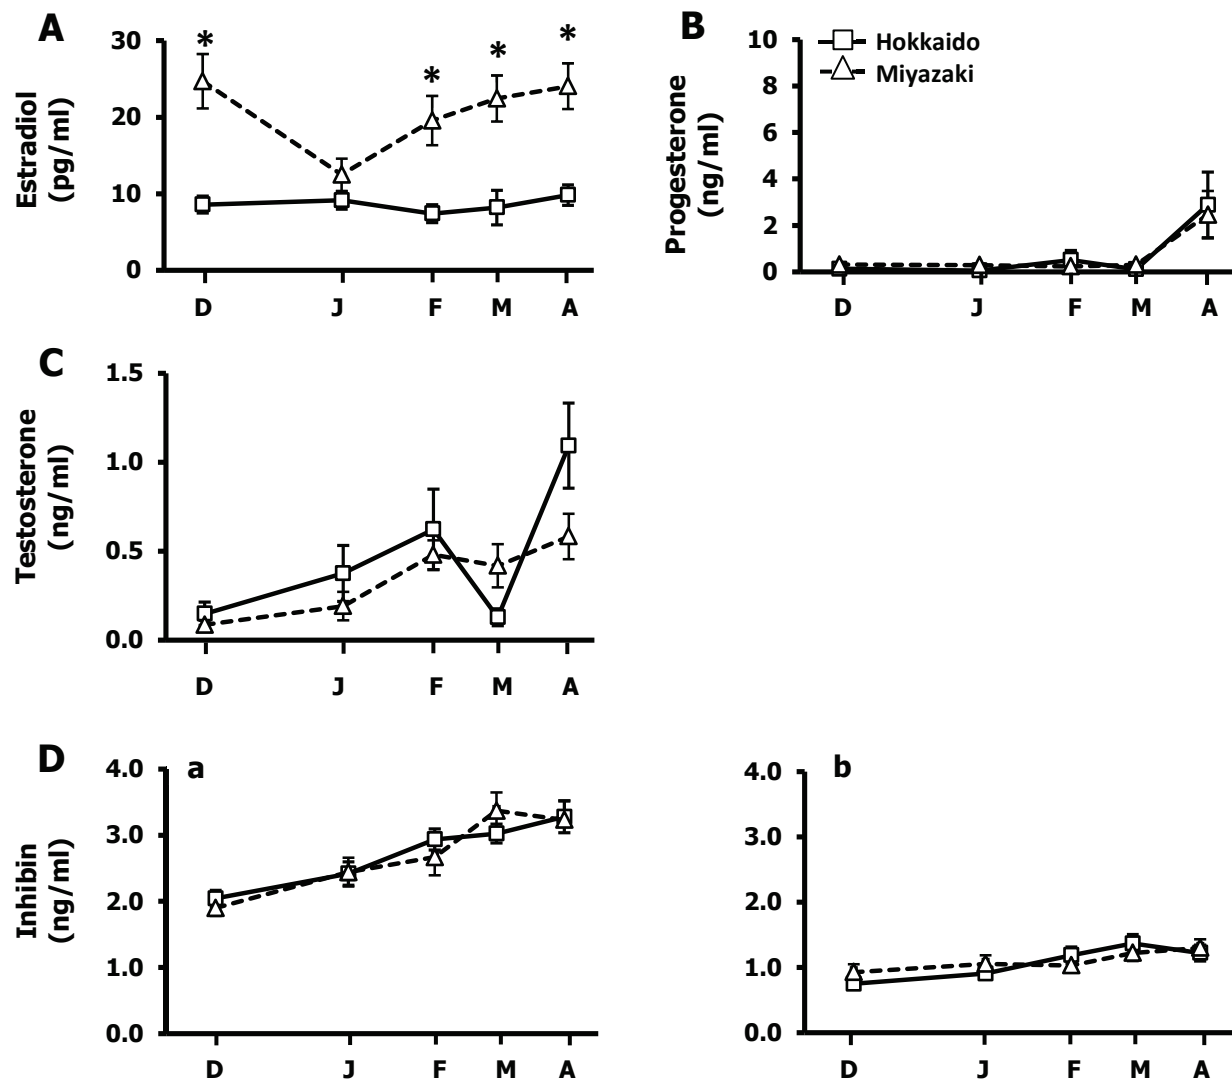 A
Estradiol
(pg/ml)
30
20
10
0
* * * * *
D J F M A
B
Progesterone
(ng/ml)
10
8
6
4
2
0
Hokkaido
Miyazaki
D J F M A
C
Testosterone
(ng/ml)
1.5
1.0
0.5
0.0
D J F M A
D
Inhibin
(ng/ml)
a
4.0
3.0
2.0
1.0
0.0
D J F M A
b
4.0
3.0
2.0
1.0
0.0
D J F M A